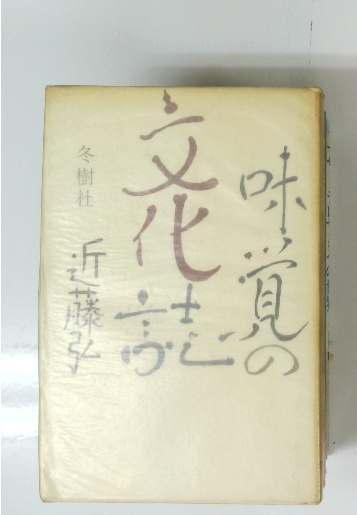 味覚の
文化誌
近藤弘
冬樹社